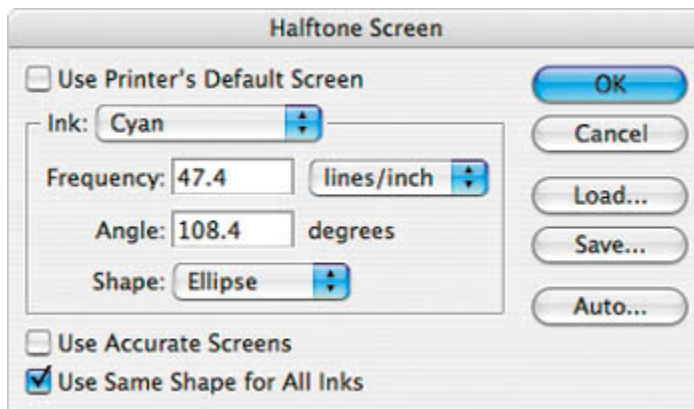 Halftone Screen
Use Printer's Default Screen
Ink: Cyan
Frequency: 47.4 lines/inch
Angle: 108.4 degrees
Shape: Ellipse
Use Accurate Screens
Use Same Shape for All Inks
OK
Cancel
Load...
Save...
Auto...